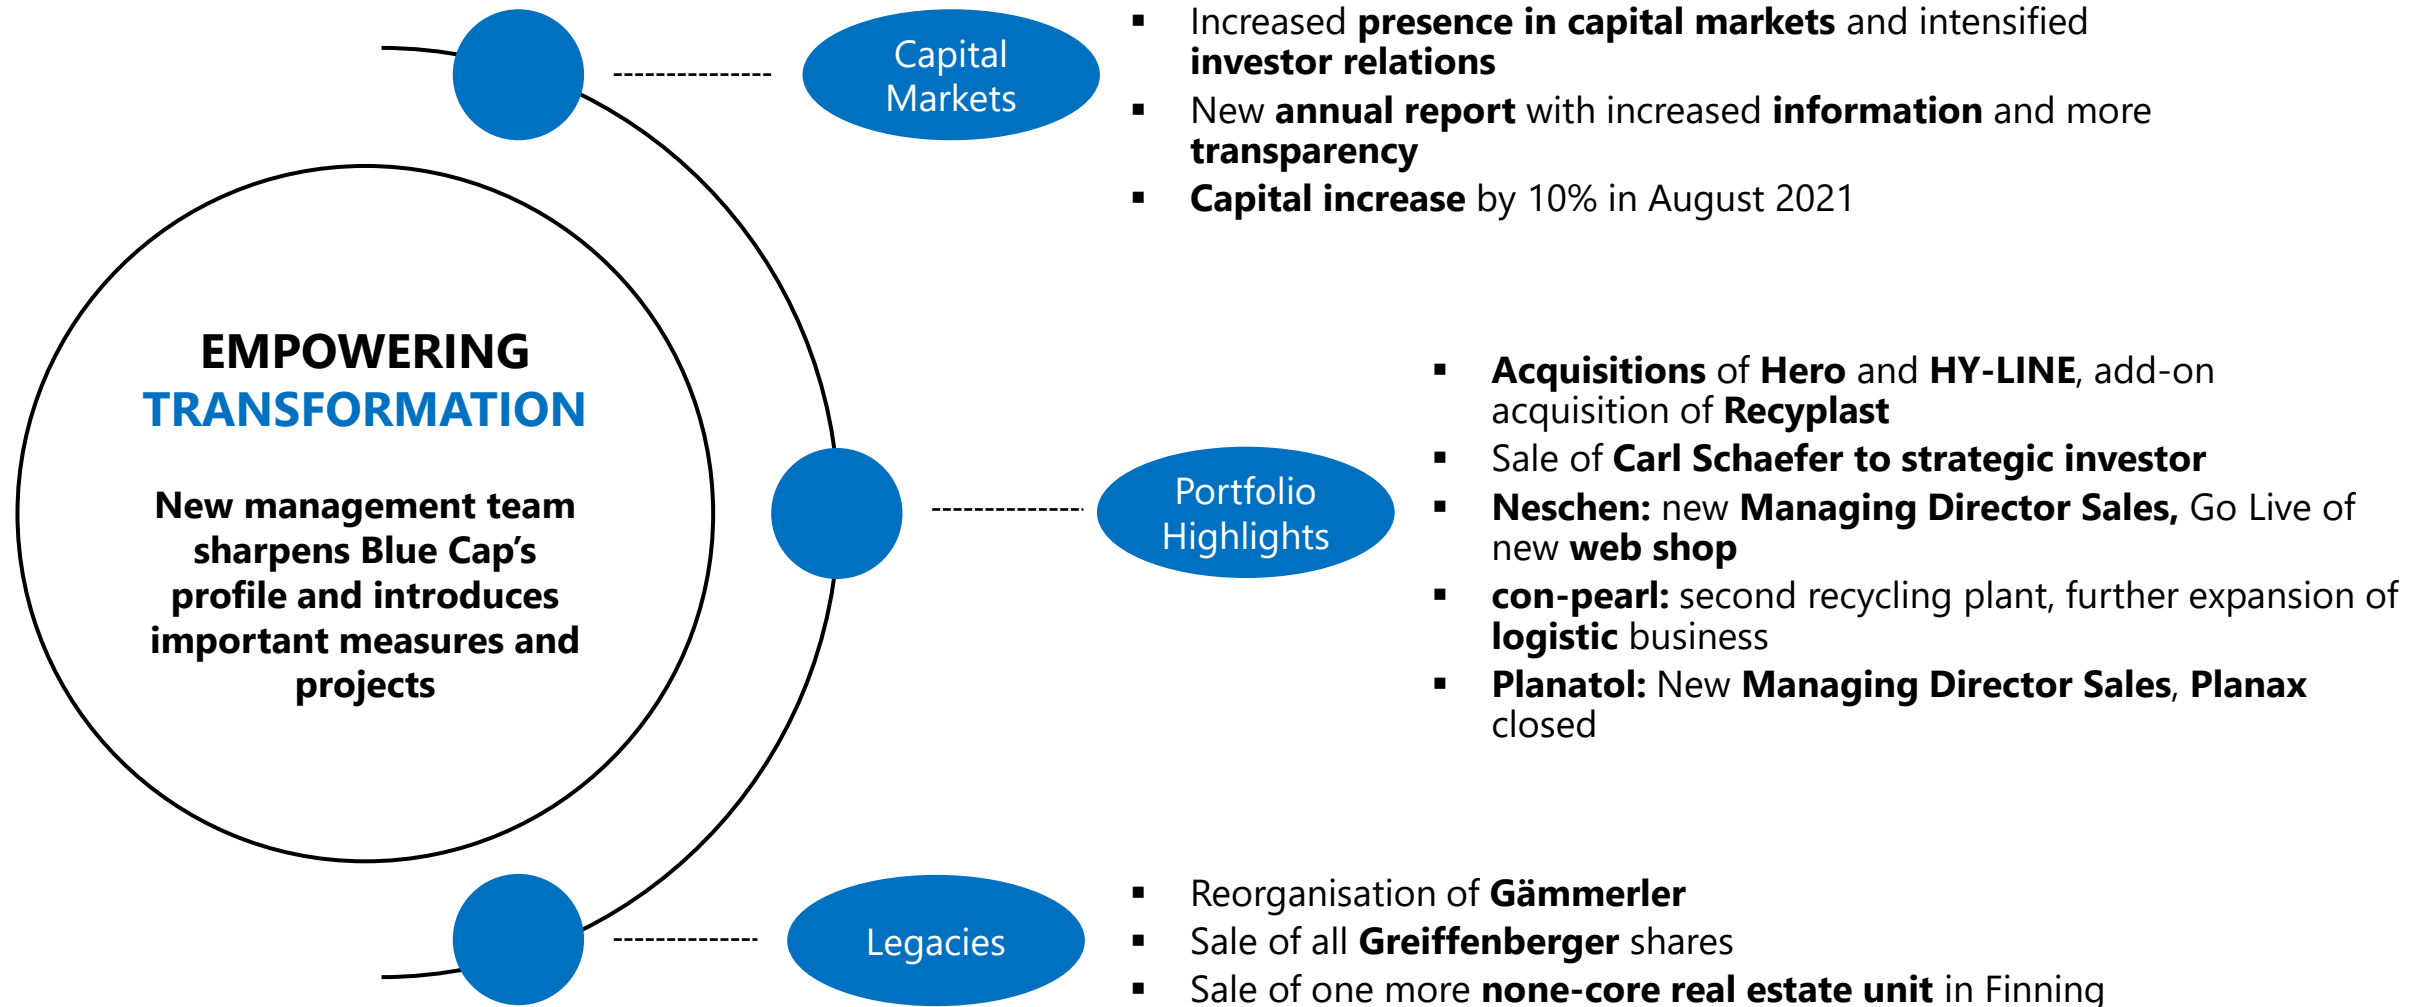 EMPOWERING
TRANSFORMATION
New management team
sharpens Blue Cap’s
profile and introduces
important measures and
projects
Capital
Markets
▪ Increased presence in capital markets and intensified
investor relations
▪ New annual report with increased information and more
transparency
▪ Capital increase by 10% in August 2021
Portfolio
Highlights
▪ Acquisitions of Hero and HY-LINE, add-on
acquisition of Recyplast
▪ Sale of Carl Schaefer to strategic investor
▪ Neschen: new Managing Director Sales, Go Live of
new web shop
▪ con-pearl: second recycling plant, further expansion of
logistic business
▪ Planatol: New Managing Director Sales, Planax
closed
Legacies
▪ Reorganisation of Gämmerler
▪ Sale of all Greiffenberger shares
▪ Sale of one more none-core real estate unit in Finning